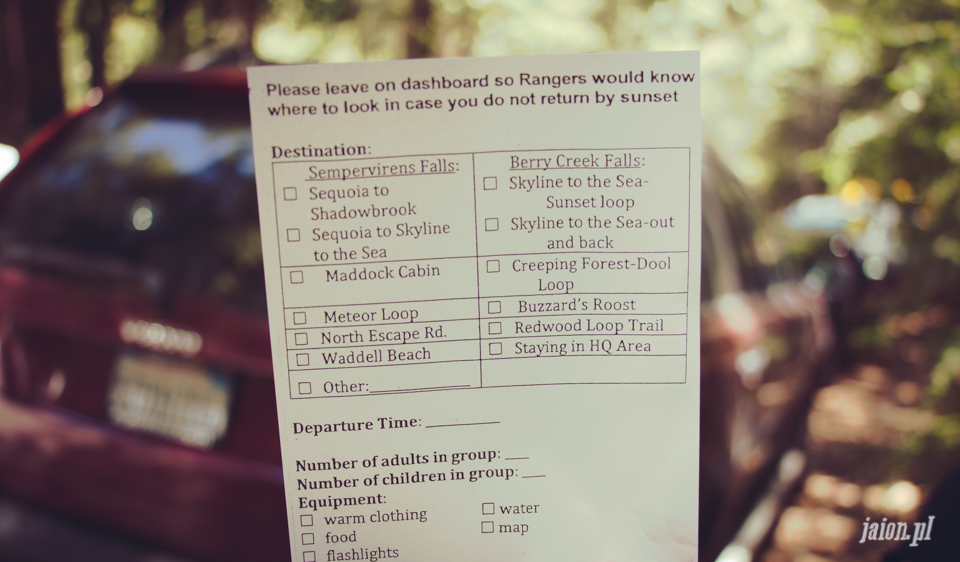 Please leave on dashboard so Rangers would know
where to look in case you do not return by sunset
Destination:
Sempervirens Falls:
☐ Sequoia to
Shadowbrook
☐ Sequoia to Skyline
to the Sea
☐ Maddock Cabin
☐ Meteor Loop
☐ North Escape Rd.
☐ Waddell Beach
☐ Other:____________
Berry Creek Falls:
☐ Skyline to the Sea-
Sunset loop
☐ Skyline to the Sea-out
and back
☐ Creeping Forest-Dool
Loop
☐ Buzzard's Roost
☐ Redwood Loop Trail
☐ Staying in HQ Area
Departure Time: _________
Number of adults in group: ___
Number of children in group: ___
Equipment:
☐ warm clothing
☐ food
☐ flashlights
☐ water
☐ map
jaion.pl